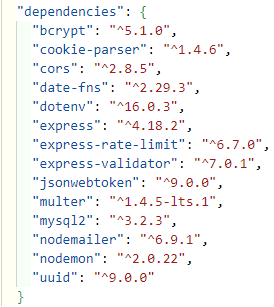 "dependencies": {
"bcrypt": "^5.1.0",
"cookie-parser": "^1.4.6",
"cors": "^2.8.5",
"date-fns": "^2.29.3",
"dotenv": "^16.0.3",
"express": "^4.18.2",
"express-rate-limit": "^6.7.0",
"express-validator": "^7.0.1",
"jsonwebtoken": "^9.0.0",
"multer": "^1.4.5-lts.1",
"mysql2": "^3.2.3",
"nodemailer": "^6.9.1",
"nodemon": "^2.0.22",
"uuid": "^9.0.0"
}